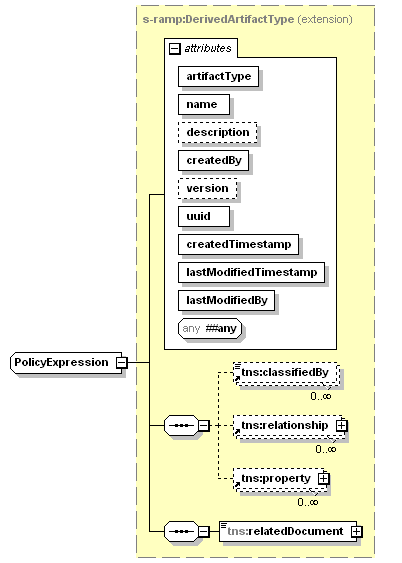 s-ramp:DerivedArtifactType (extension)
attributes
artifactType
name
description
createdBy
version
uuid
createdTimestamp
lastModifiedTimestamp
lastModifiedBy
any ##any
PolicyExpression
tns:classifiedBy
0..∞
tns:relationship
0..∞
tns:property
0..∞
tns:relatedDocument